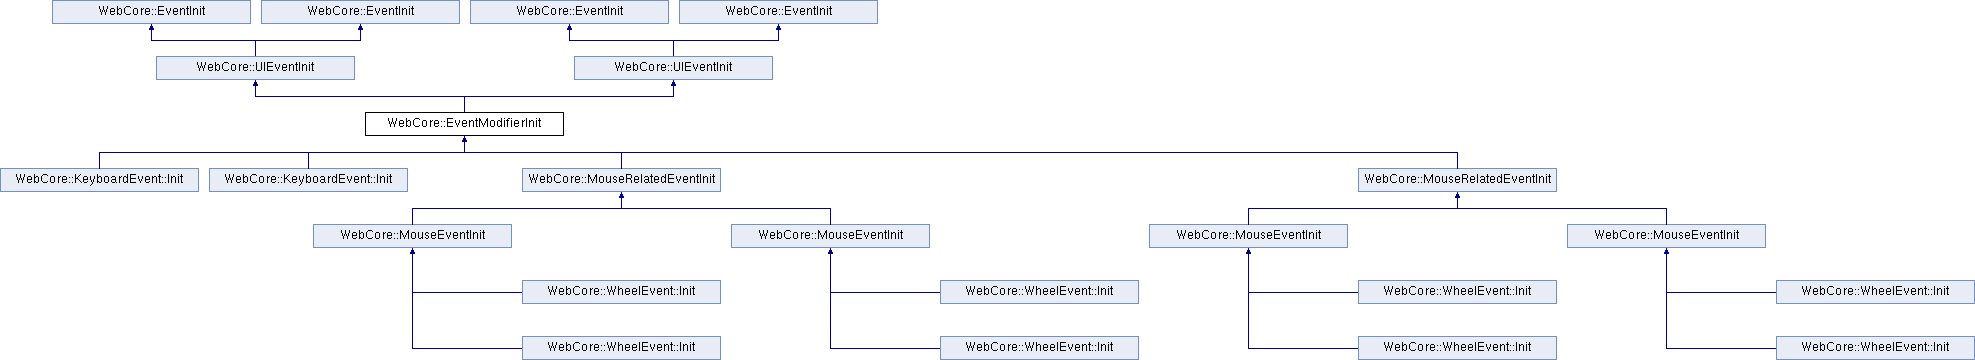 WebCore::EventInit
WebCore::EventInit
WebCore::EventInit
WebCore::EventInit
WebCore::UIEventInit
WebCore::UIEventInit
WebCore::EventModifierInit
WebCore::KeyboardEvent::Init
WebCore::KeyboardEvent::Init
WebCore::MouseRelatedEventInit
WebCore::MouseRelatedEventInit
WebCore::MouseEventInit
WebCore::MouseEventInit
WebCore::MouseEventInit
WebCore::MouseEventInit
WebCore::WheelEvent::Init
WebCore::WheelEvent::Init
WebCore::WheelEvent::Init
WebCore::WheelEvent::Init
WebCore::WheelEvent::Init
WebCore::WheelEvent::Init
WebCore::WheelEvent::Init
WebCore::WheelEvent::Init